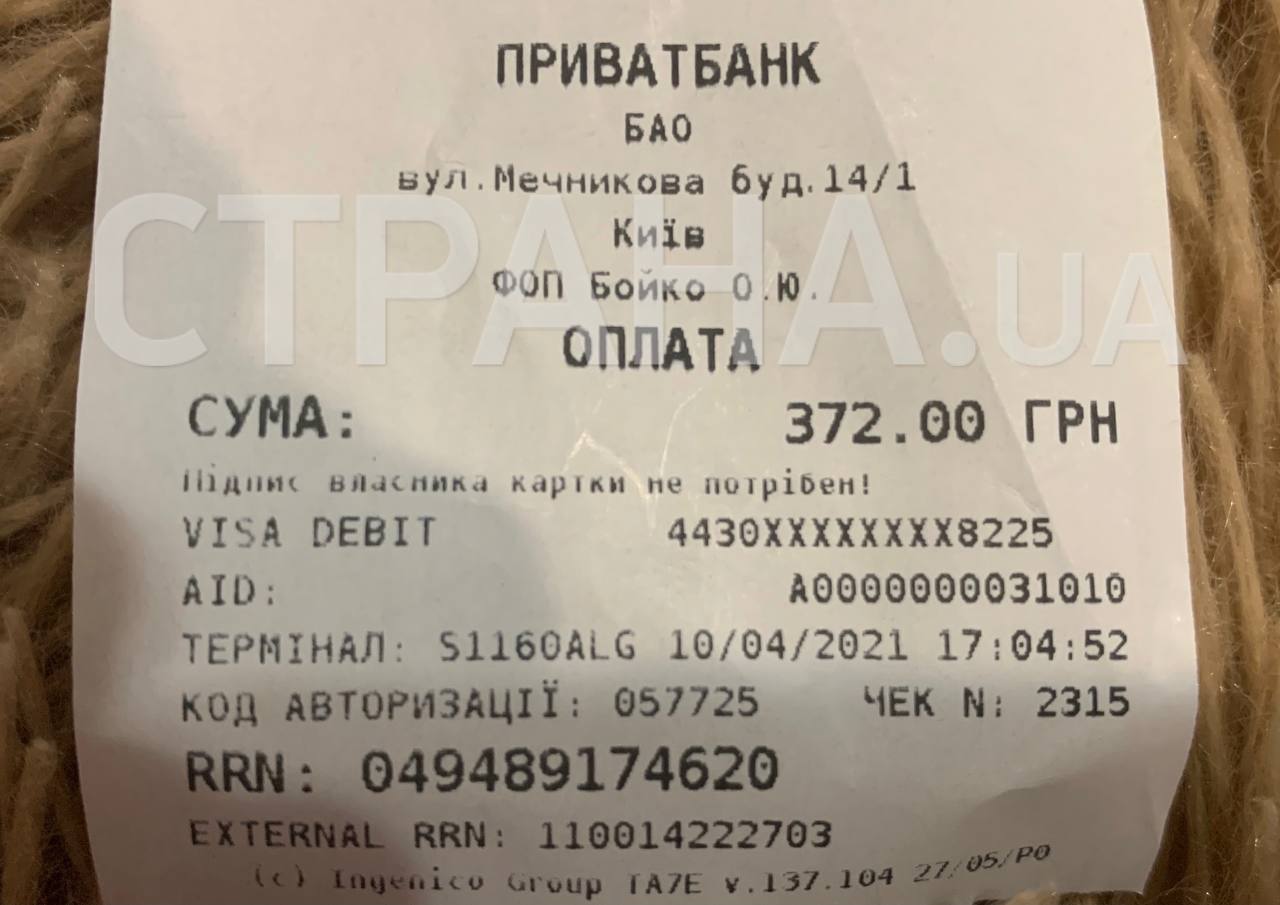 ПРИВАТБАНК
БАО
вул.Мечникова буд.14/1
Київ
ФОП Бойко О.Ю.
ОПЛАТА
СУМА: 372.00 ГРН
Підпис власника картки не потрібен!
VISA DEBIT 4430XXXXXXXX8225
AID: A0000000031010
ТЕРМІНАЛ: S1160ALG 10/04/2021 17:04:52
КОД АВТОРИЗАЦІЇ: 057725 ЧЕК N: 2315
RRN: 049489174620
EXTERNAL RRN: 110014222703
(c) Ingenico Group TA7E v.137.104 27/05/P0
СТРАНА.UA